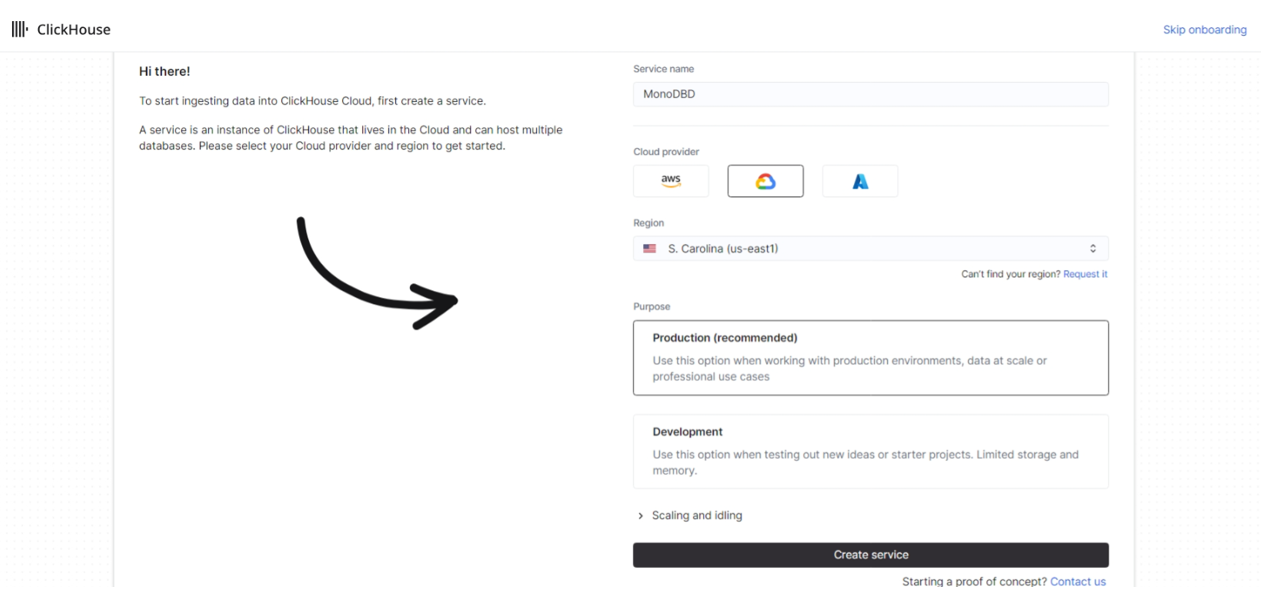 ClickHouse
Skip onboarding
Hi there!
To start ingesting data into ClickHouse Cloud, first create a service.
A service is an instance of ClickHouse that lives in the Cloud and can host multiple
databases. Please select your Cloud provider and region to get started.
Service name
MonoDBD
Cloud provider
aws
Region
S. Carolina (us-east1)
Can't find your region? Request it
Purpose
Production (recommended)
Use this option when working with production environments, data at scale or
professional use cases
Development
Use this option when testing out new ideas or starter projects. Limited storage and
memory.
Scaling and idling
Create service
Starting a proof of concept? Contact us